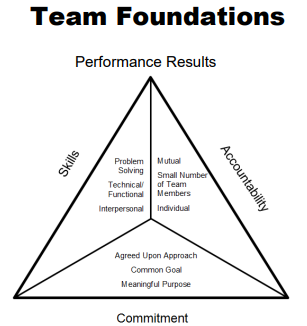 Team Foundations
Performance Results
Skills
Accountability
Problem
Solving
Technical/
Functional
Interpersonal
Mutual
Small Number
of Team
Members
Individual
Agreed Upon Approach
Common Goal
Meaningful Purpose
Commitment